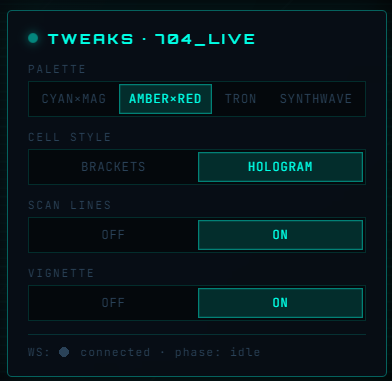 TWEAKS · 704_LIVE
PALETTE
CYAN×MAG AMBER×RED TRON SYNTHWAVE
CELL STYLE
BRACKETS HOLOGRAM
SCAN LINES
OFF ON
VIGNETTE
OFF ON
WS: ● connected · phase: idle